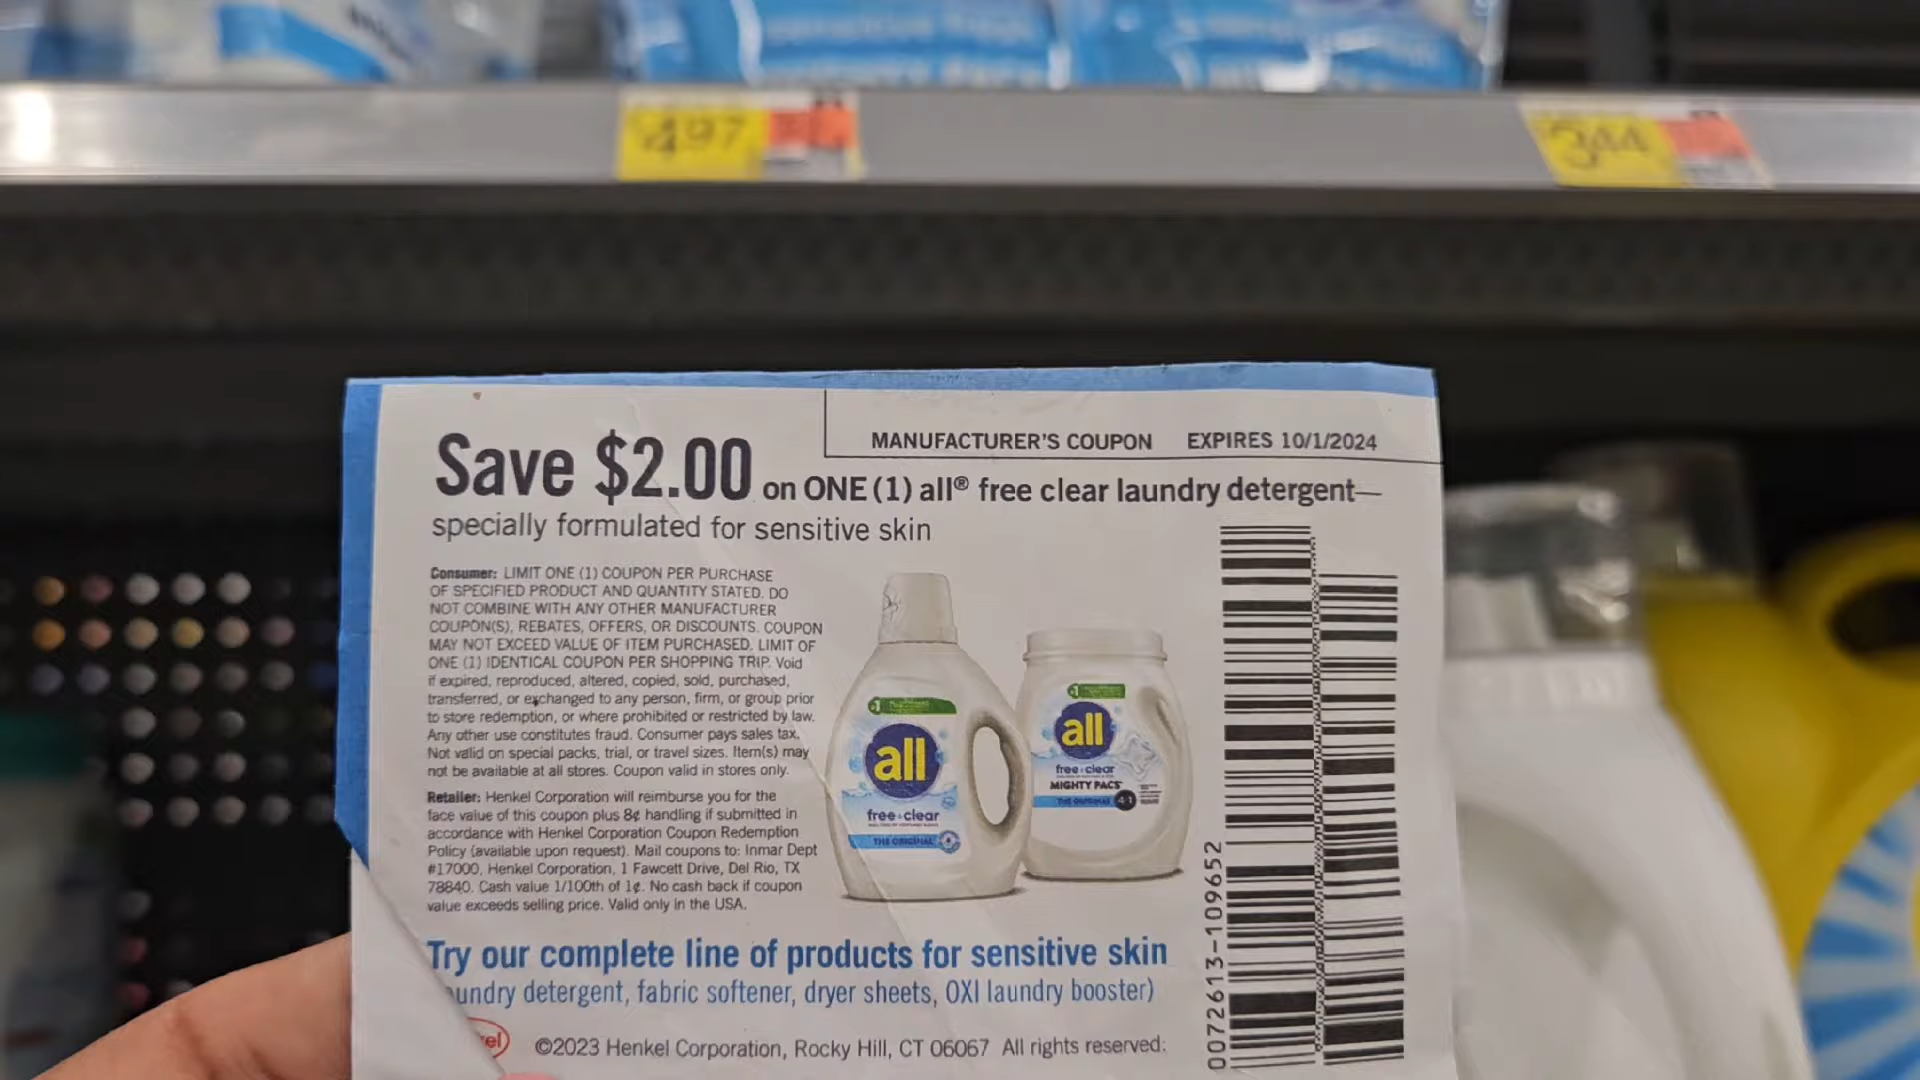 4.97
3.44
MANUFACTURER'S COUPON EXPIRES 10/1/2024
Save $2.00 on ONE (1) all® free clear laundry detergent—
specially formulated for sensitive skin
Consumer: LIMIT ONE (1) COUPON PER PURCHASE
OF SPECIFIED PRODUCT AND QUANTITY STATED. DO
NOT COMBINE WITH ANY OTHER MANUFACTURER
COUPON(S), REBATES, OFFERS, OR DISCOUNTS. COUPON
MAY NOT EXCEED VALUE OF ITEM PURCHASED. LIMIT OF
ONE (1) IDENTICAL COUPON PER SHOPPING TRIP. Void
if expired, reproduced, altered, copied, sold, purchased,
transferred, or exchanged to any person, firm, or group prior
to store redemption, or where prohibited or restricted by law.
Any other use constitutes fraud. Consumer pays sales tax.
Not valid on special packs, trial, or travel sizes. Item(s) may
not be available at all stores. Coupon valid in stores only.
Retailer: Henkel Corporation will reimburse you for the
face value of this coupon plus 8¢ handling if submitted in
accordance with Henkel Corporation Coupon Redemption
Policy (available upon request). Mail coupons to: Inmar Dept
#17000, Henkel Corporation, 1 Fawcett Drive, Del Rio, TX
78840. Cash value 1/100th of 1¢. No cash back if coupon
value exceeds selling price. Valid only in the USA.
#1
all
free clear
THE ORIGINAL
#1
all
free clear
MIGHTY PACS
THE ORIGINAL
4 in 1
0072613-109652
Try our complete line of products for sensitive skin
undry detergent, fabric softener, dryer sheets, OXI laundry booster)
©2023 Henkel Corporation, Rocky Hill, CT 06067 All rights reserved.